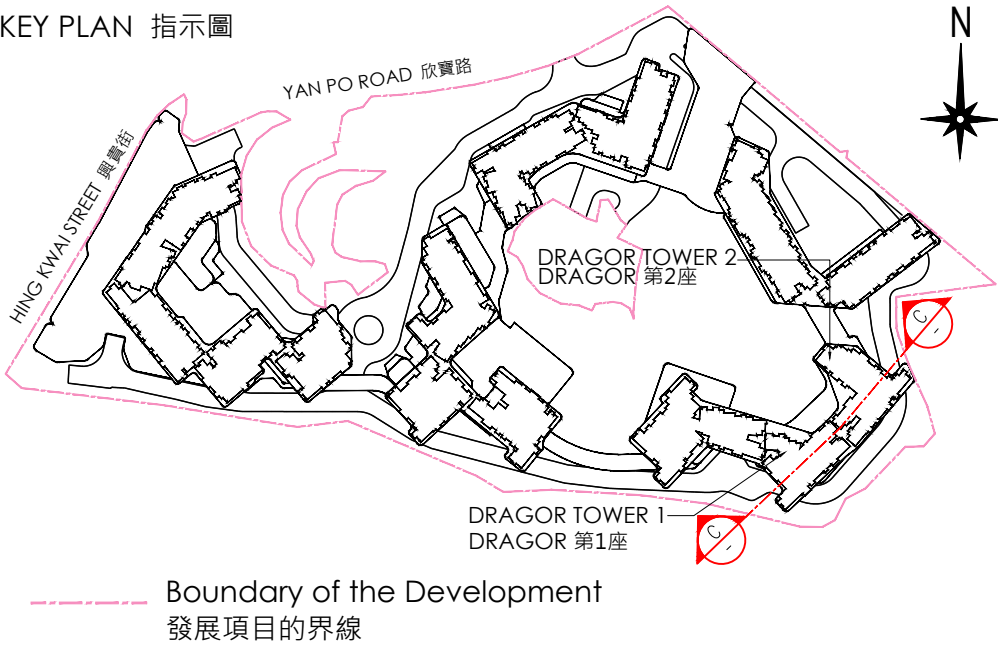 KEY PLAN 指示圖
N
YAN PO ROAD 欣寶路
HING KWAI STREET 興貴街
DRAGOR TOWER 2
DRAGOR 第2座
C
-
DRAGOR TOWER 1
DRAGOR 第1座
C
-
Boundary of the Development
發展項目的界線